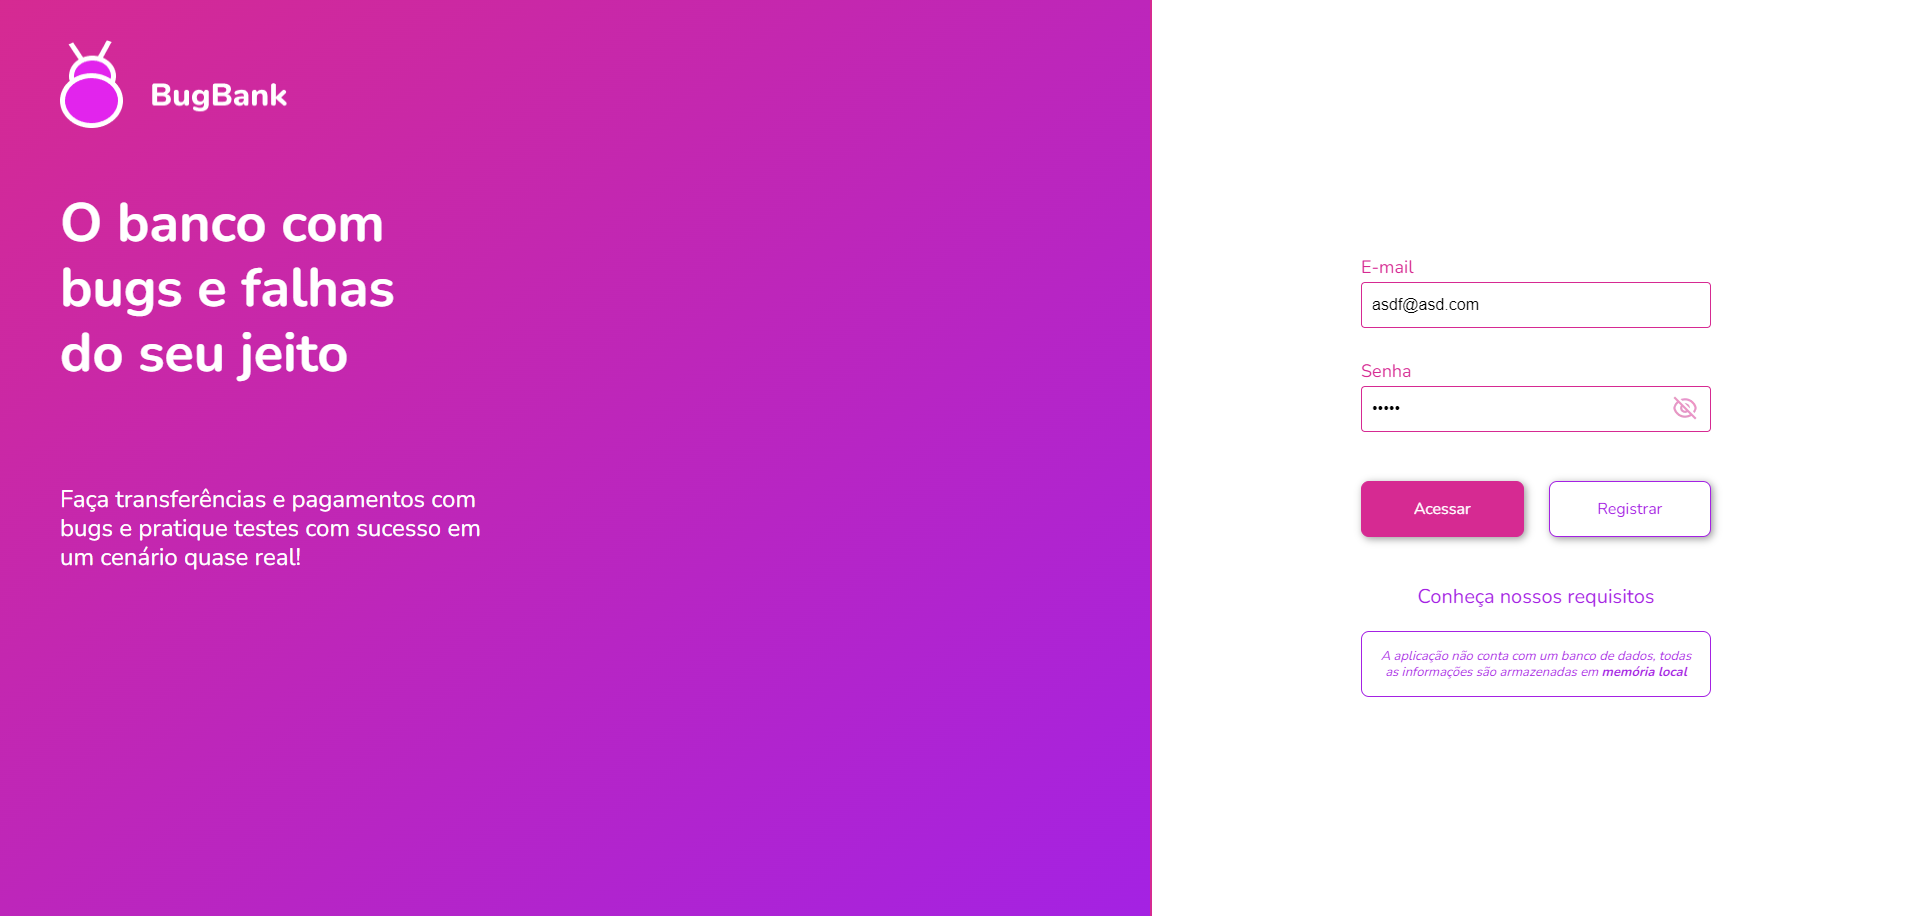 BugBank
O banco com
bugs e falhas
do seu jeito
Faça transferências e pagamentos com
bugs e pratique testes com sucesso em
um cenário quase real!
E-mail
asdf@asd.com
Senha
•••••
Acessar
Registrar
Conheça nossos requisitos
A aplicação não conta com um banco de dados, todas
as informações são armazenadas em memória local